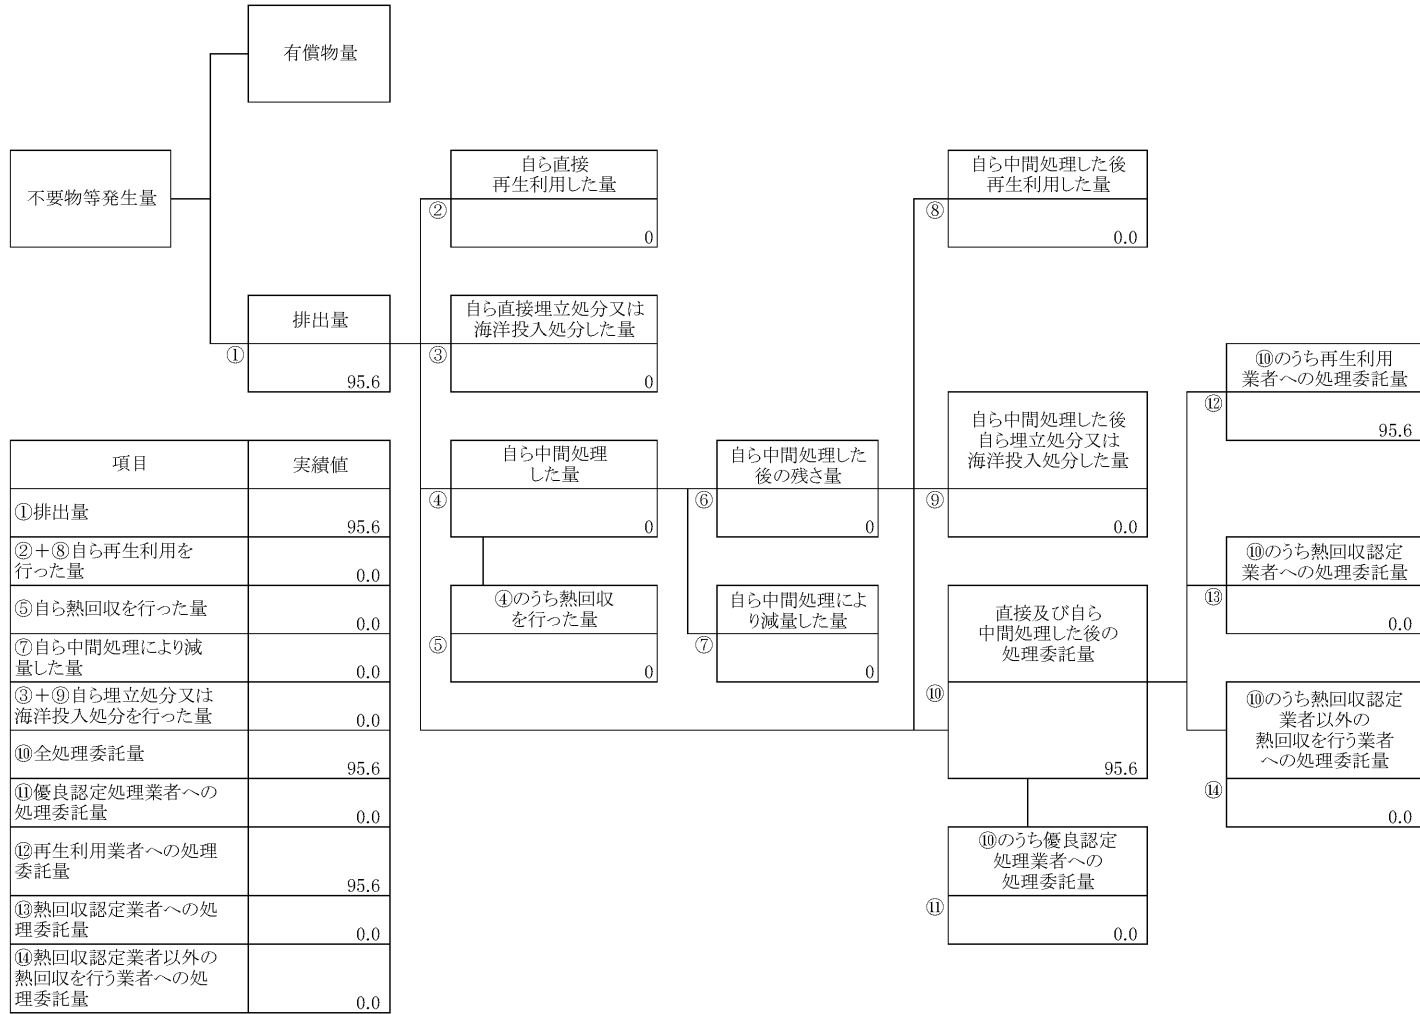 有償物量
不要物等発生量
自ら直接
再生利用した量
②
0
自ら中間処理した後
再生利用した量
⑧
0.0
排出量
①
95.6
自ら直接埋立処分又は
海洋投入処分した量
③
0
⑩のうち再生利用
業者への処理委託量
⑫
95.6
自ら中間処理
した量
④
0
自ら中間処理した
後の残さ量
⑥
0
自ら中間処理した後
自ら埋立処分又は
海洋投入処分した量
⑨
0.0
⑩のうち熱回収認定
業者への処理委託量
⑬
0.0
④のうち熱回収
を行った量
⑤
0
自ら中間処理によ
り減量した量
⑦
0
直接及び自ら
中間処理した後の
処理委託量
⑩
95.6
⑩のうち熱回収認定
業者以外の
熱回収を行う業者
への処理委託量
⑭
0.0
⑩のうち優良認定
処理業者への
処理委託量
⑪
0.0
項目 実績値
①排出量
95.6
②＋⑧自ら再生利用を
行った量
0.0
⑤自ら熱回収を行った量
0.0
⑦自ら中間処理により減
量した量
0.0
③＋⑨自ら埋立処分又は
海洋投入処分を行った量
0.0
⑩全処理委託量
95.6
⑪優良認定処理業者への
処理委託量
0.0
⑫再生利用業者への処理
委託量
95.6
⑬熱回収認定業者への処
理委託量
0.0
⑭熱回収認定業者以外の
熱回収を行う業者への処
理委託量
0.0